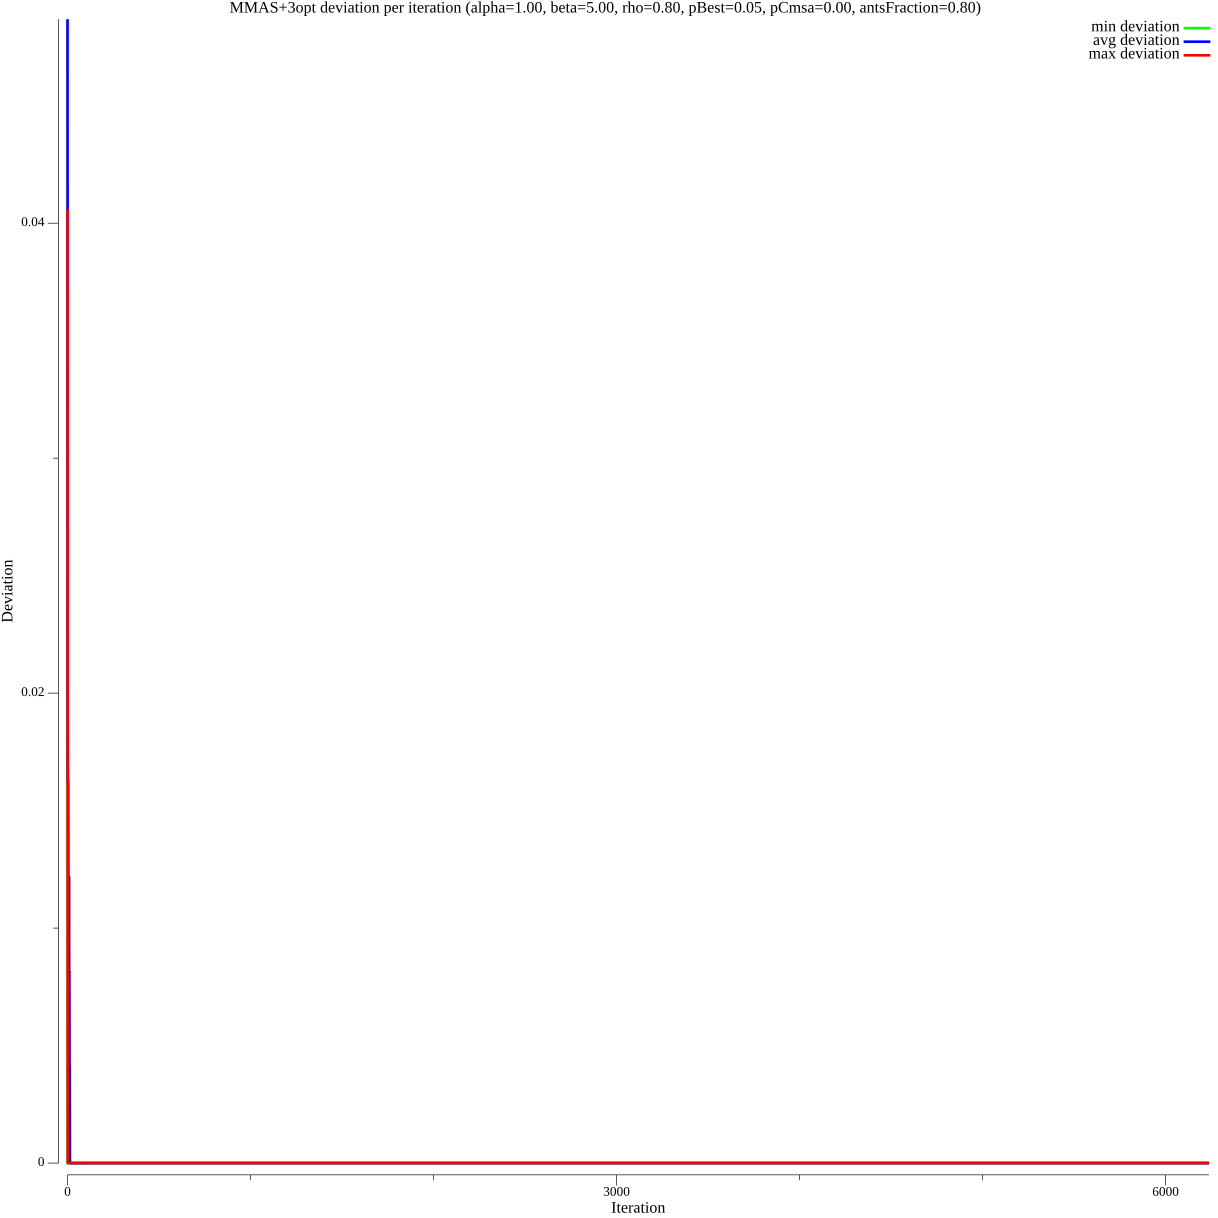 MMAS+3opt deviation per iteration (alpha=1.00, beta=5.00, rho=0.80, pBest=0.05, pCmsa=0.00, antsFraction=0.80)
min deviation
avg deviation
max deviation
0.04
0.02
0
Deviation
0
3000
6000
Iteration